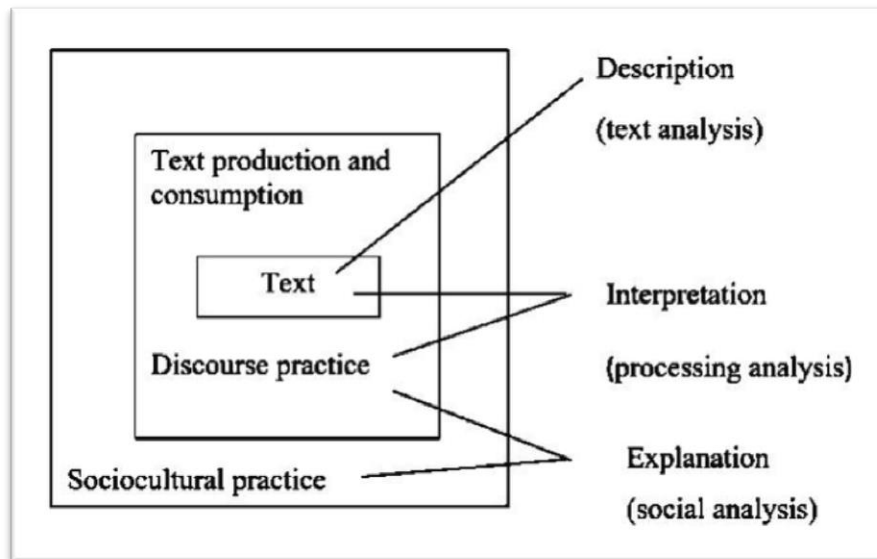 Description
(text analysis)
Text production and
consumption
Text
Interpretation
Discourse practice
(processing analysis)
Explanation
Sociocultural practice
(social analysis)